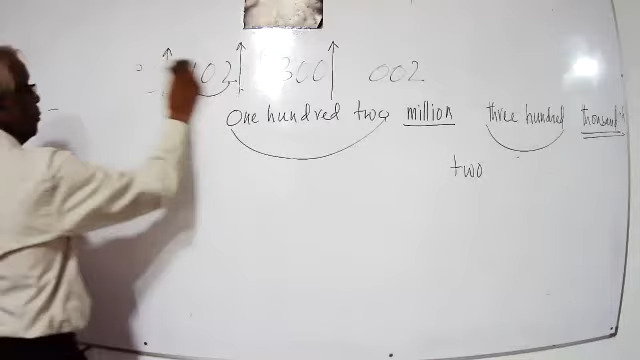 102 300 002
One hundred two million three hundred thousand
two